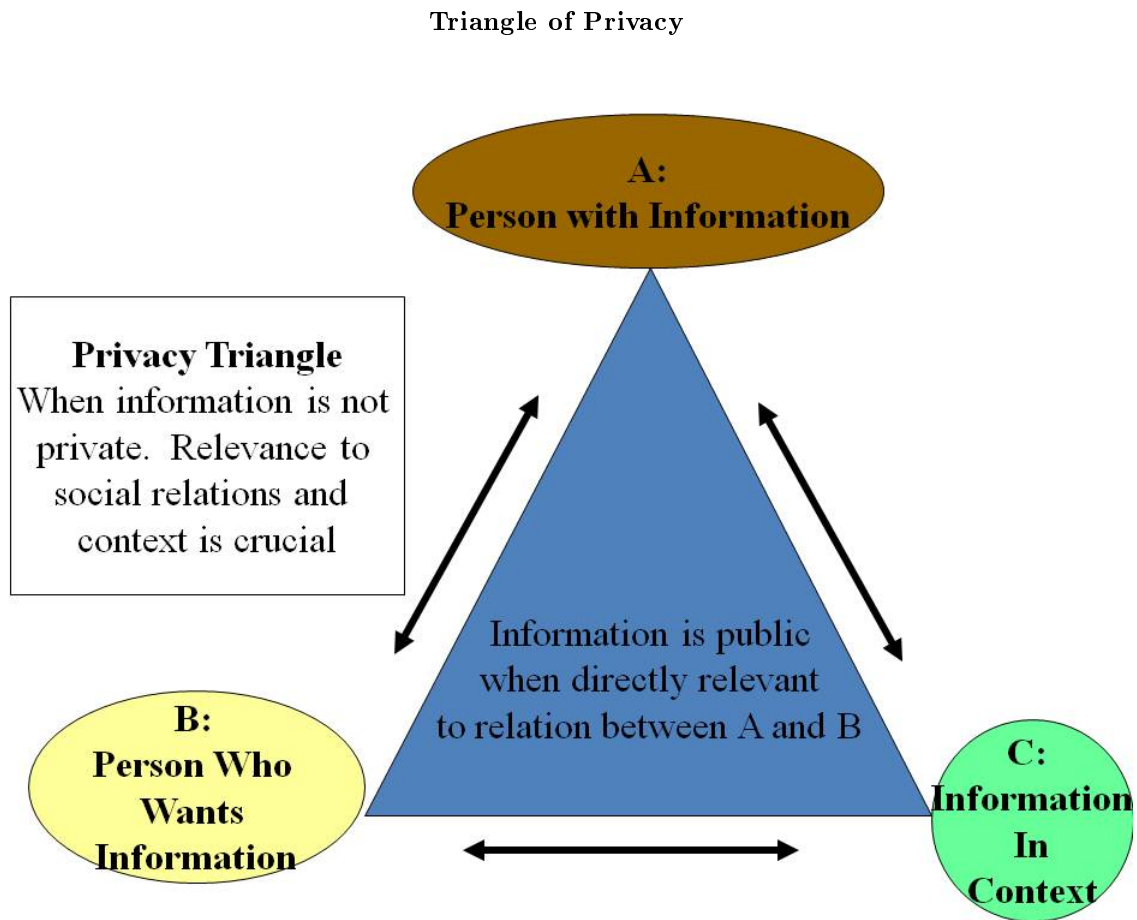 Triangle of Privacy
A:
Person with Information
Privacy Triangle
When information is not
private. Relevance to
social relations and
context is crucial
Information is public
when directly relevant
to relation between A and B
B:
Person Who
Wants
Information
C:
Information
In
Context